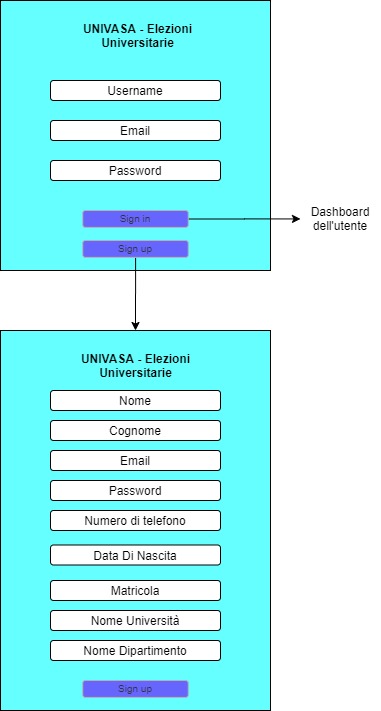 UNIVASA - Elezioni
Universitarie
Username
Email
Password
Sign in
Dashboard
dell'utente
Sign up
UNIVASA - Elezioni
Universitarie
Nome
Cognome
Email
Password
Numero di telefono
Data Di Nascita
Matricola
Nome Università
Nome Dipartimento
Sign up